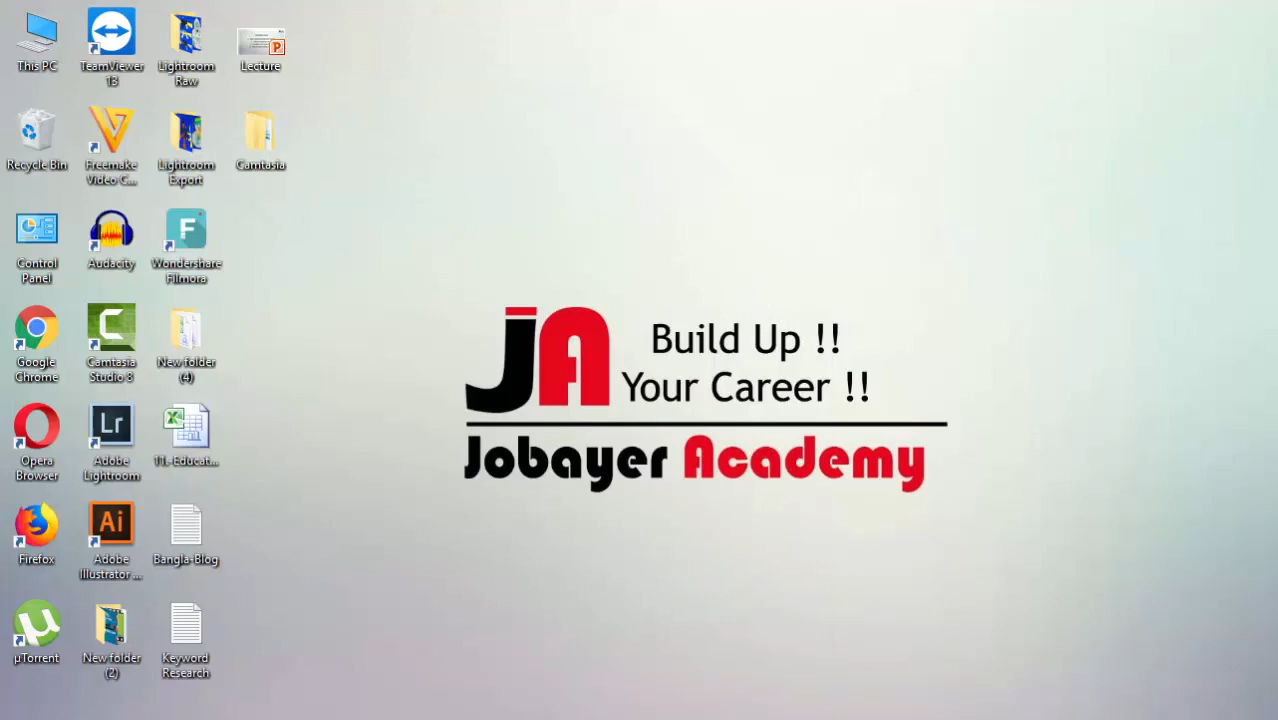 This PC
TeamViewer
13
Lightroom
Raw
Lecture
P
Recycle Bin
Freemake
Video C...
Lightroom
Export
Camtasia
Control
Panel
Audacity
F
Wondershare
Filmora
Google
Chrome
C
Camtasia
Studio 8
New folder
(4)
Opera
Browser
Lr
Adobe
Lightroom
X
11.-Educat...
Firefox
Ai
Adobe
Illustrator ...
Bangla-Blog
µ
µTorrent
New folder
(2)
Keyword
Research
JA
Build Up !!
Your Career !!
Jobayer Academy